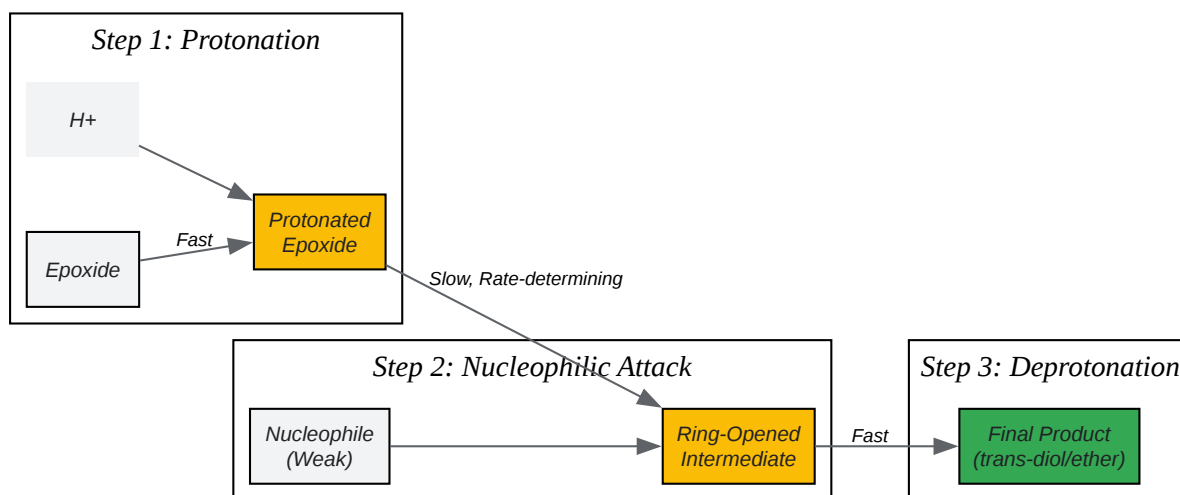 Step 1: Protonation
H+
Epoxide
Fast
Protonated
Epoxide
Slow, Rate-determining
Step 2: Nucleophilic Attack
Nucleophile
(Weak)
Ring-Opened
Intermediate
Fast
Step 3: Deprotonation
Final Product
(trans-diol/ether)